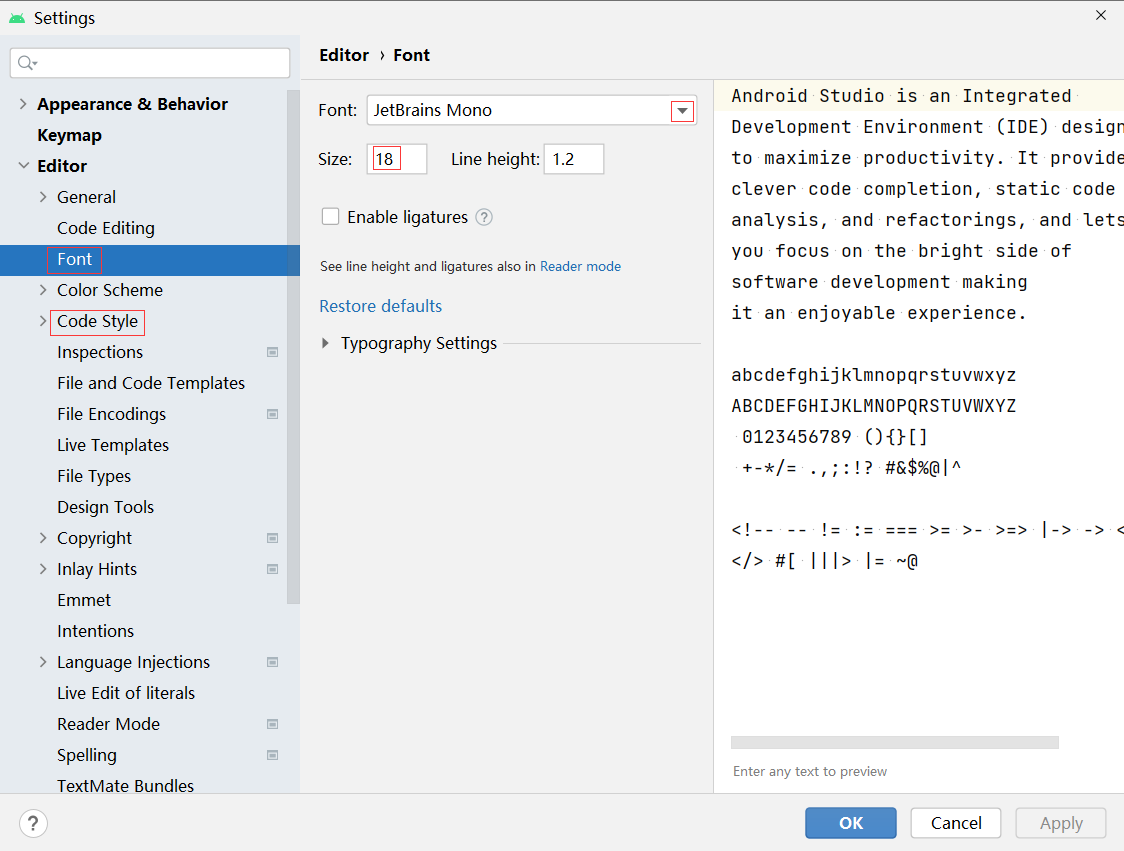 Settings
Appearance & Behavior
Keymap
Editor
General
Code Editing
Font
Color Scheme
Code Style
Inspections
File and Code Templates
File Encodings
Live Templates
File Types
Design Tools
Copyright
Inlay Hints
Emmet
Intentions
Language Injections
Live Edit of literals
Reader Mode
Spelling
TextMate Bundles
Editor › Font
Font: JetBrains Mono
Size: 18 Line height: 1.2
Enable ligatures ?
See line height and ligatures also in Reader mode
Restore defaults
Typography Settings
Android Studio is an Integrated
Development Environment (IDE) design
to maximize productivity. It provide
clever code completion, static code
analysis, and refactorings, and lets
you focus on the bright side of
software development making
it an enjoyable experience.
abcdefghijklmnopqrstuvwxyz
ABCDEFGHIJKLMNOPQRSTUVWXYZ
0123456789 (){}[]
+-*/= .,;:!? #&$%@|^
<!-- -- != := === >= >- >=> |-> -> <
</> #[ |||> |= ~@
Enter any text to preview
?
OK Cancel Apply